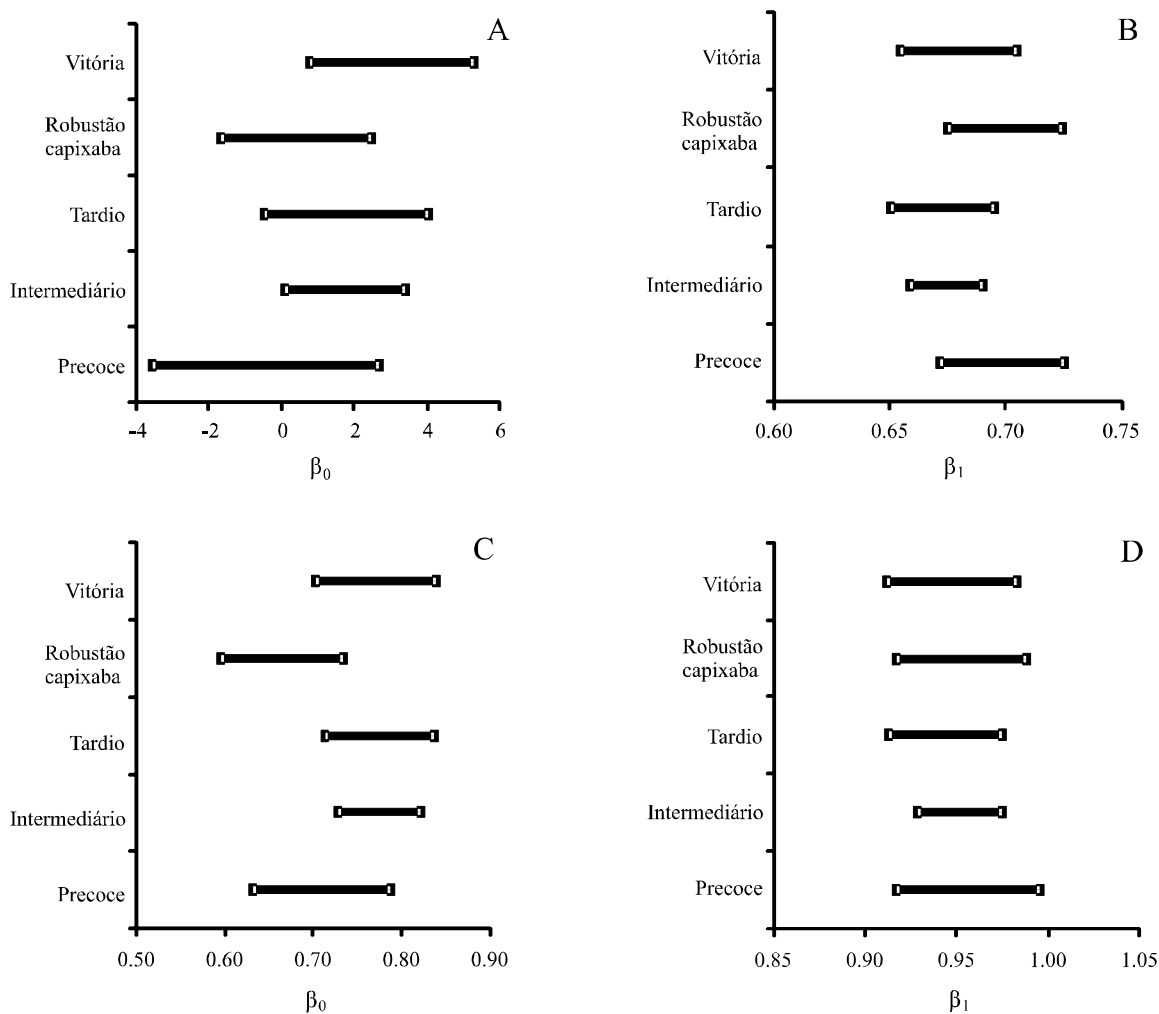 A
Vitória
Robustão
capixaba
Tardio
Intermediário
Precoce
-4 -2 0 2 4 6
β0
B
Vitória
Robustão
capixaba
Tardio
Intermediário
Precoce
0.60 0.65 0.70 0.75
β1
C
Vitória
Robustão
capixaba
Tardio
Intermediário
Precoce
0.50 0.60 0.70 0.80 0.90
β0
D
Vitória
Robustão
capixaba
Tardio
Intermediário
Precoce
0.85 0.90 0.95 1.00 1.05
β1